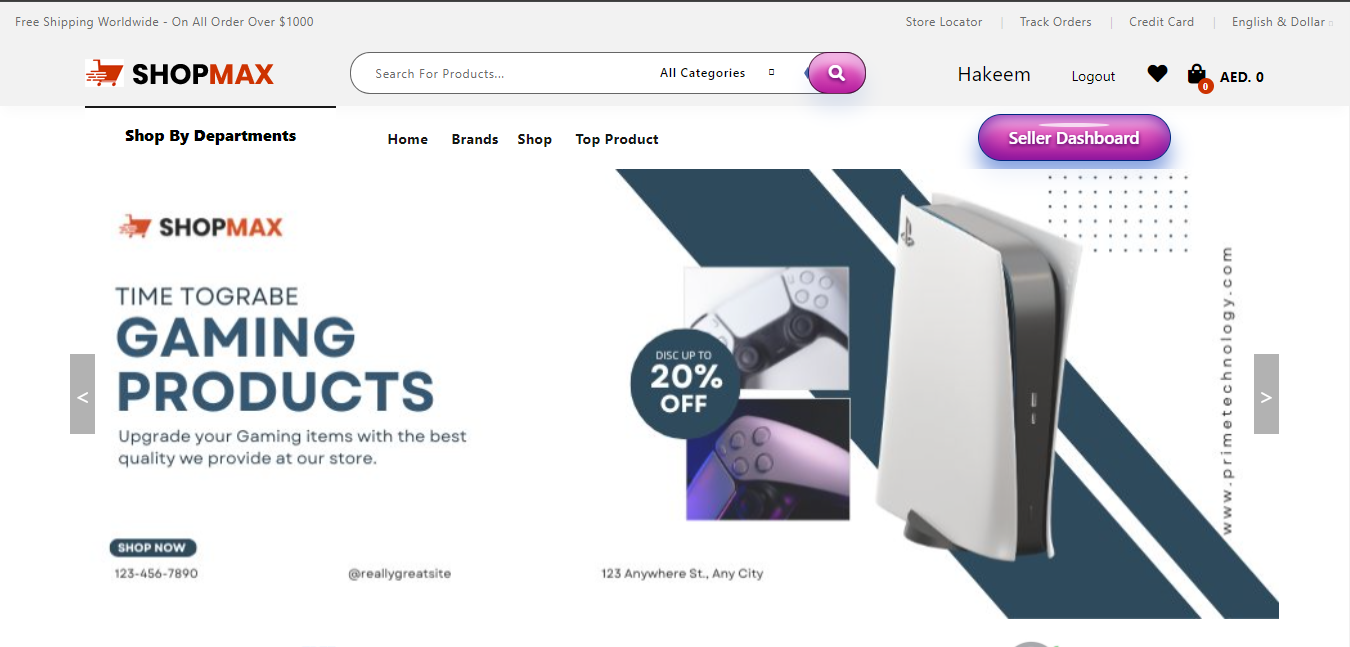 Free Shipping Worldwide - On All Order Over $1000
Store Locator | Track Orders | Credit Card | English & Dollar
SHOPMAX
Search For Products...
All Categories
Hakeem
Logout
0
AED. 0
Shop By Departments
Home
Brands
Shop
Top Product
Seller Dashboard
SHOPMAX
TIME TOGRABE
GAMING
PRODUCTS
Upgrade your Gaming items with the best
quality we provide at our store.
DISC UP TO
20%
OFF
www.primetechnology.com
<
>
SHOP NOW
123-456-7890
@reallygreatsite
123 Anywhere St., Any City